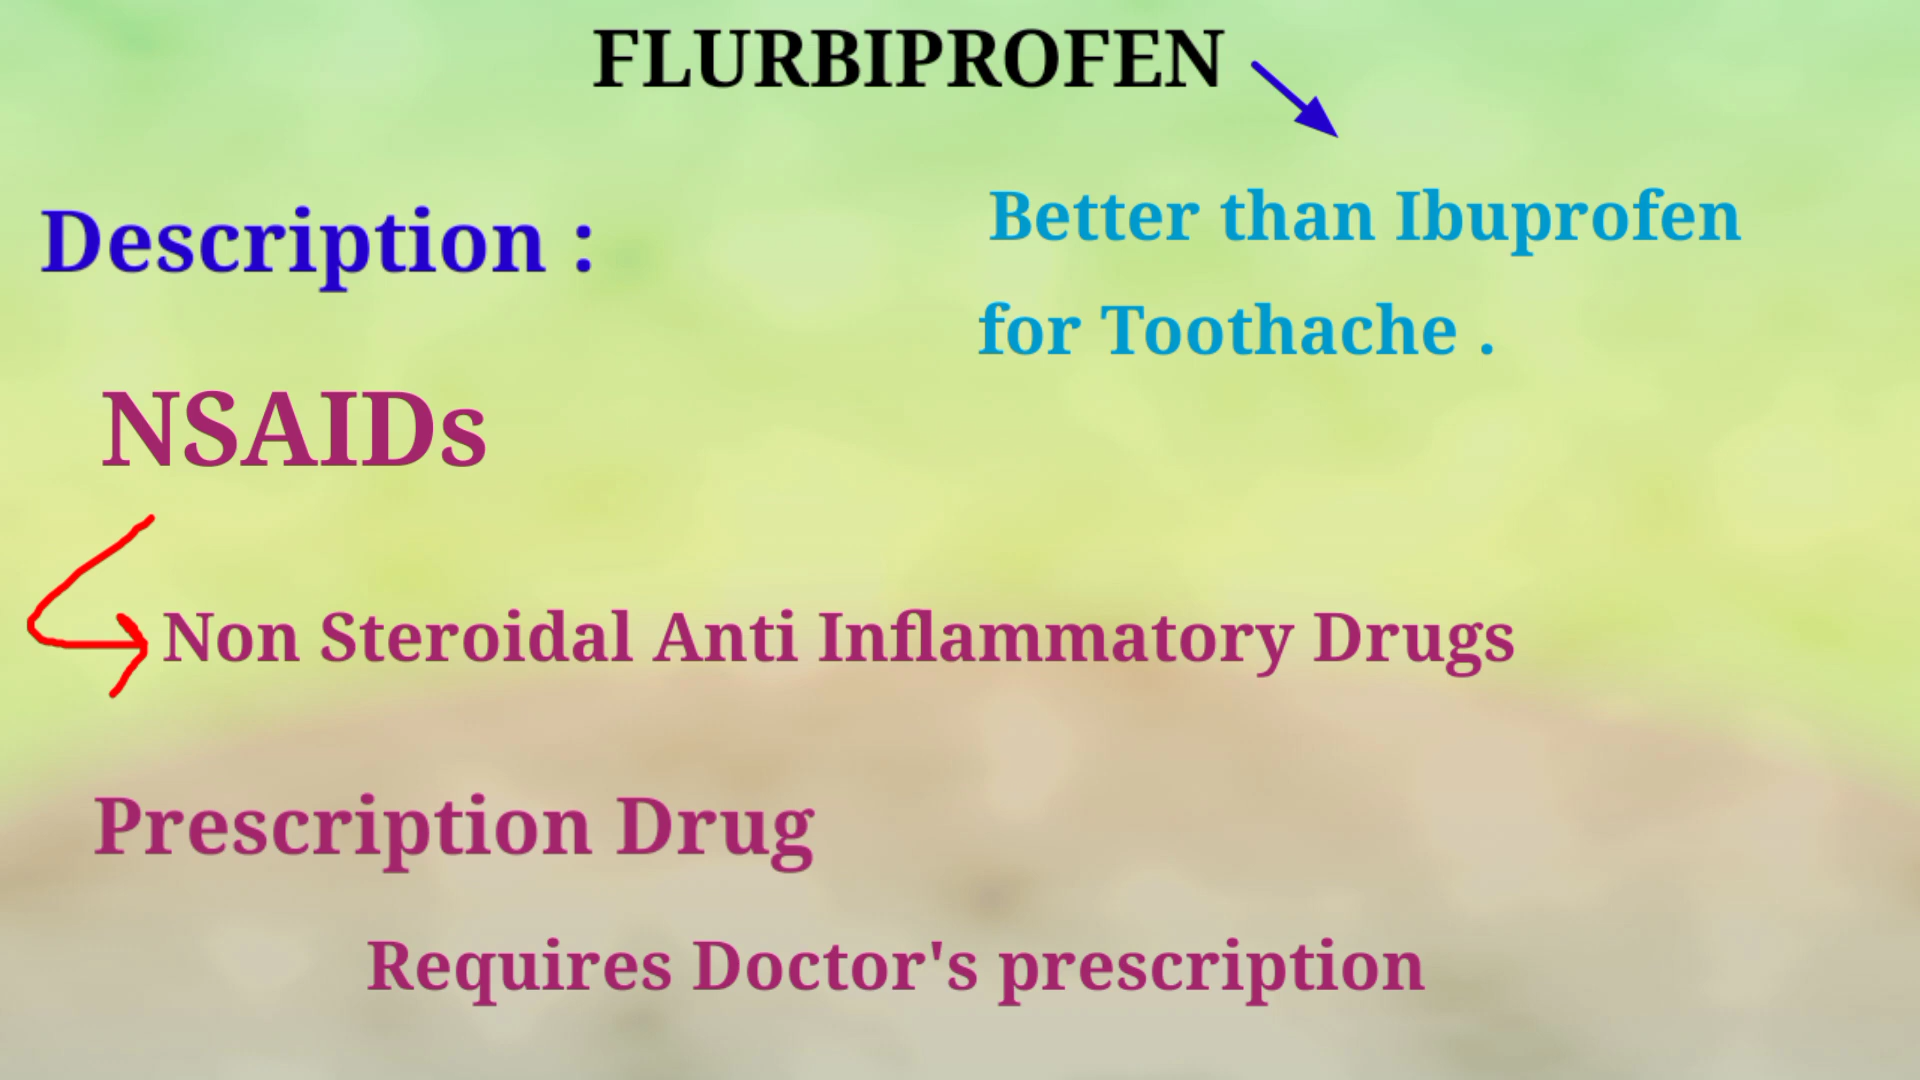 FLURBIPROFEN
Better than Ibuprofen
for Toothache .
Description :
NSAIDs
Non Steroidal Anti Inflammatory Drugs
Prescription Drug
Requires Doctor's prescription